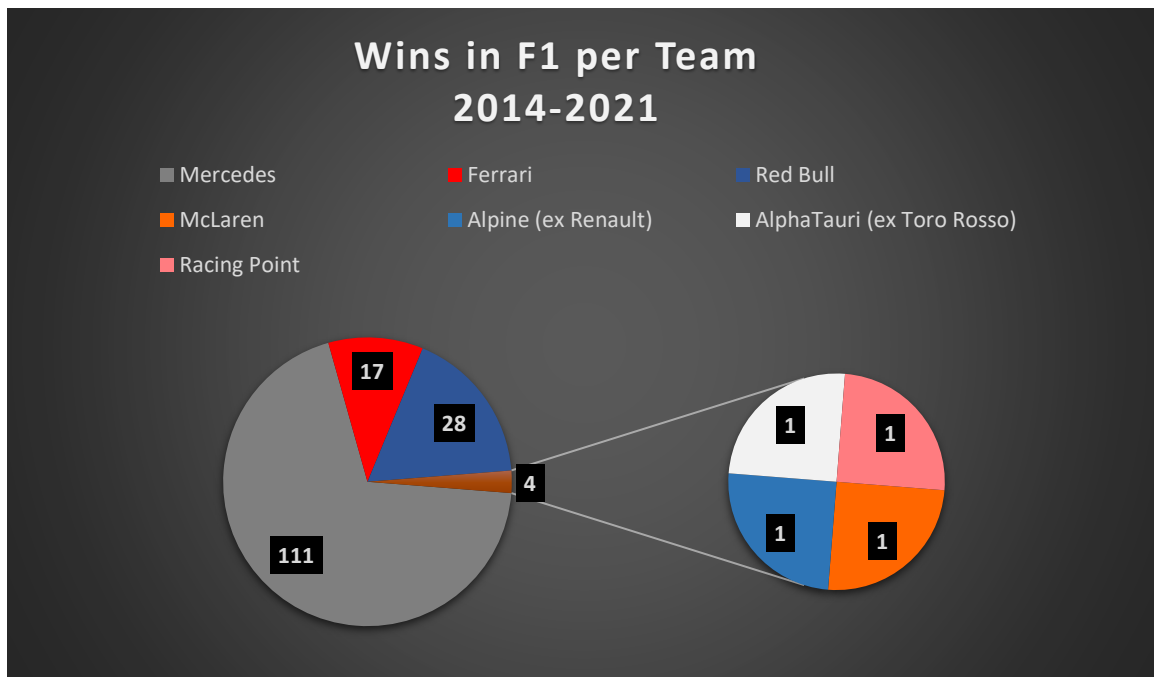 Wins in F1 per Team
2014-2021
Mercedes
Ferrari
Red Bull
McLaren
Alpine (ex Renault)
AlphaTauri (ex Toro Rosso)
Racing Point
17
28
4
111
1
1
1
1